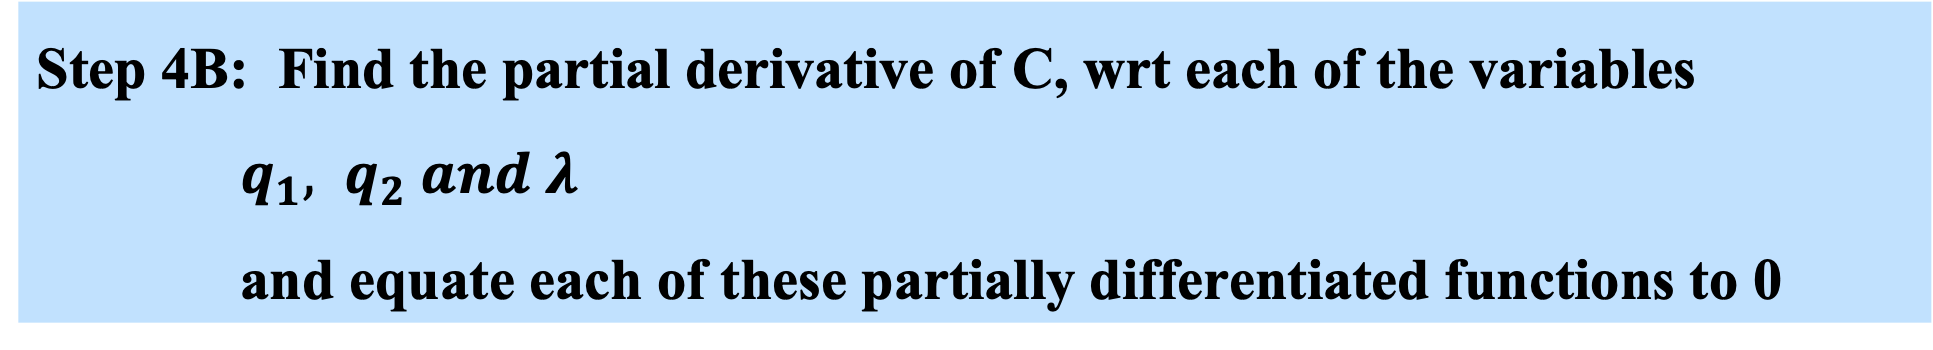 Step 4B: Find the partial derivative of C, wrt each of the variables
q₁, q₂ and λ
and equate each of these partially differentiated functions to 0